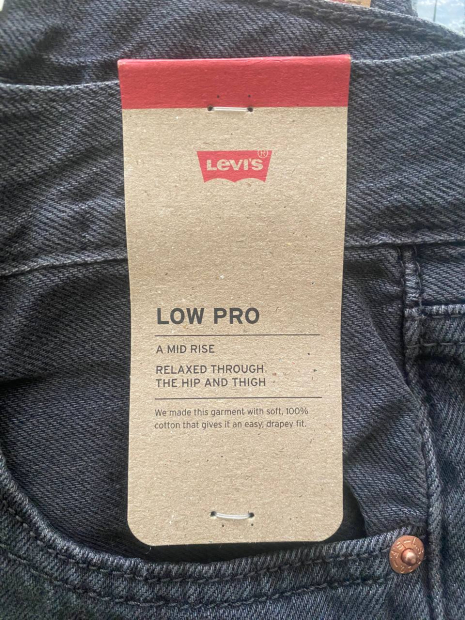 Levi's®
LOW PRO
A MID RISE
RELAXED THROUGH
THE HIP AND THIGH
We made this garment with soft, 100%
cotton that gives it an easy, drapey fit.